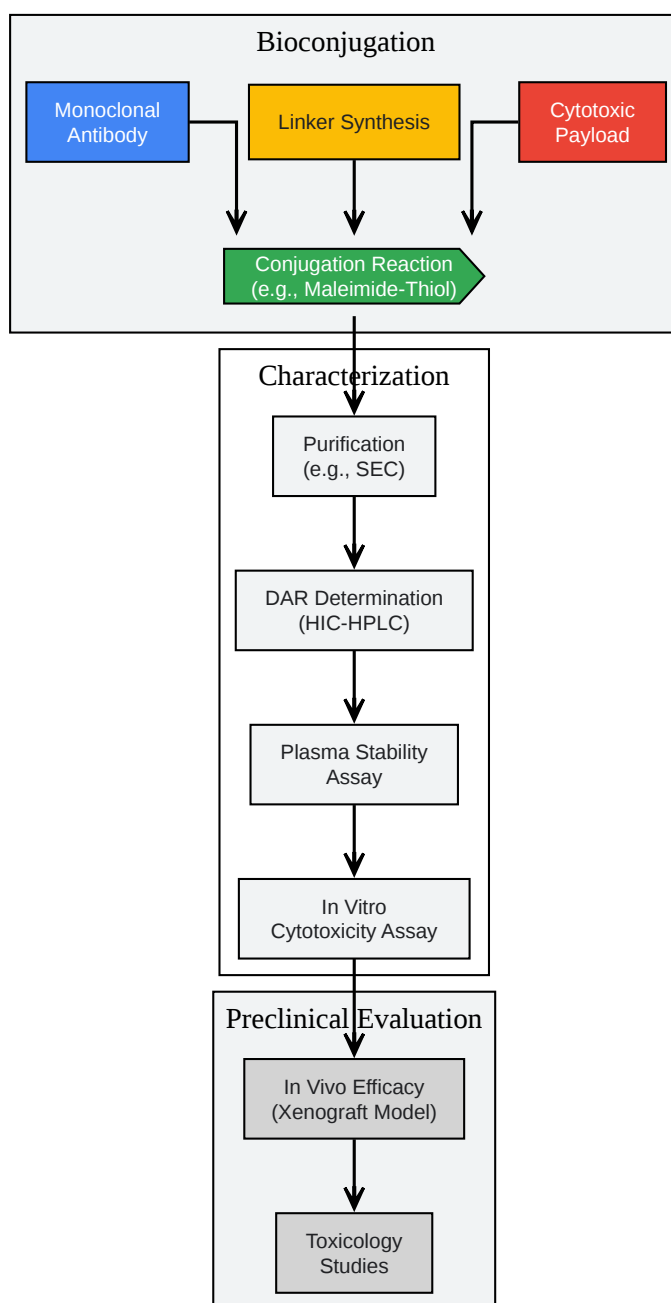 Bioconjugation
Monoclonal
Antibody
Linker Synthesis
Cytotoxic
Payload
Conjugation Reaction
(e.g., Maleimide-Thiol)
Characterization
Purification
(e.g., SEC)
DAR Determination
(HIC-HPLC)
Plasma Stability
Assay
In Vitro
Cytotoxicity Assay
Preclinical Evaluation
In Vivo Efficacy
(Xenograft Model)
Toxicology
Studies